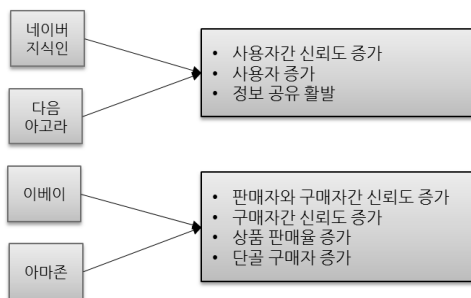 네이버
지식인
다음
아고라
• 사용자간 신뢰도 증가
• 사용자 증가
• 정보 공유 활발
이베이
아마존
• 판매자와 구매자간 신뢰도 증가
• 구매자간 신뢰도 증가
• 상품 판매율 증가
• 단골 구매자 증가